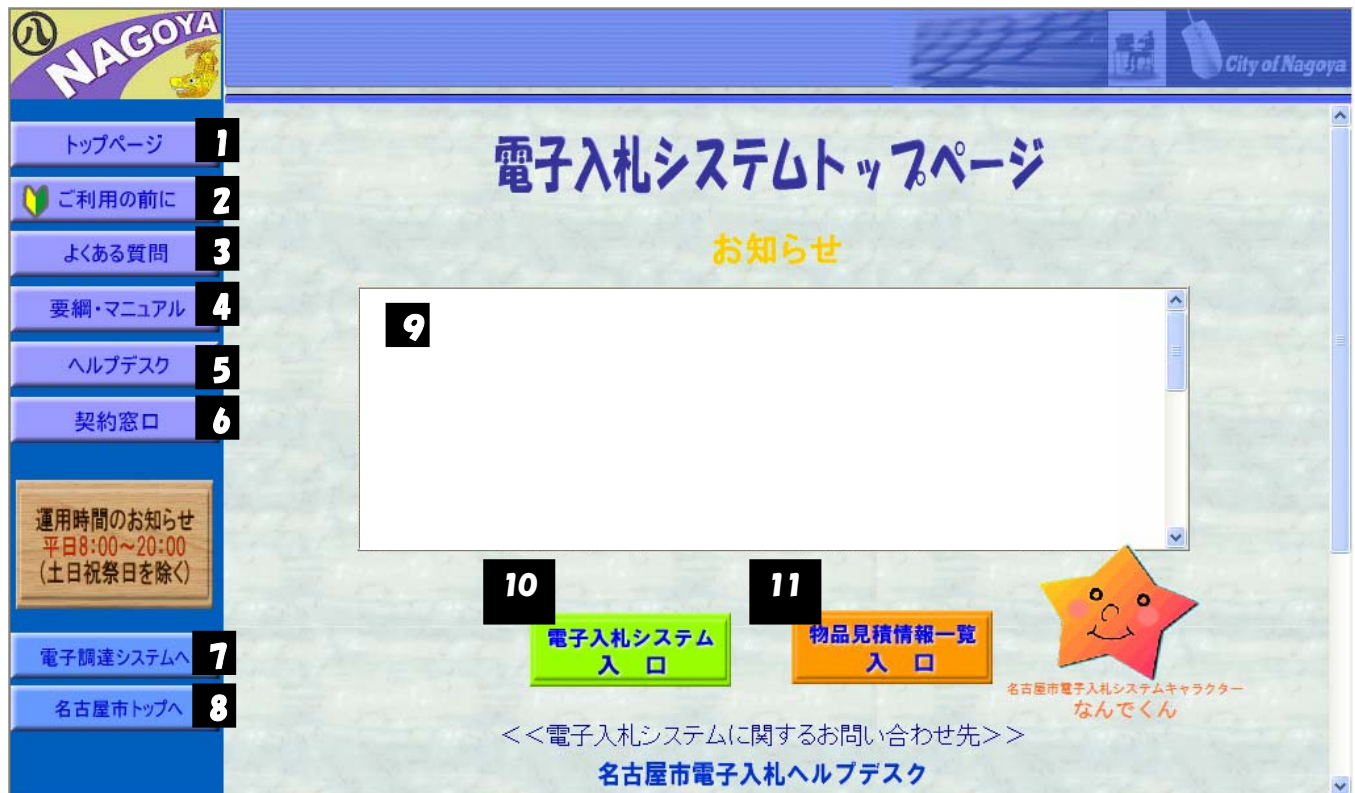 八
NAGOYA
City of Nagoya
トップページ 1
ご利用の前に 2
よくある質問 3
要綱・マニュアル 4
ヘルプデスク 5
契約窓口 6
運用時間のお知らせ
平日8:00～20:00
(土日祝祭日を除く)
電子調達システムへ 7
名古屋市トップへ 8
電子入札システムトップページ
お知らせ
9
10
電子入札システム
入 口
11
物品見積情報一覧
入 口
名古屋市電子入札システムキャラクター
なんでくん
<<電子入札システムに関するお問い合わせ先>>
名古屋市電子入札ヘルプデスク